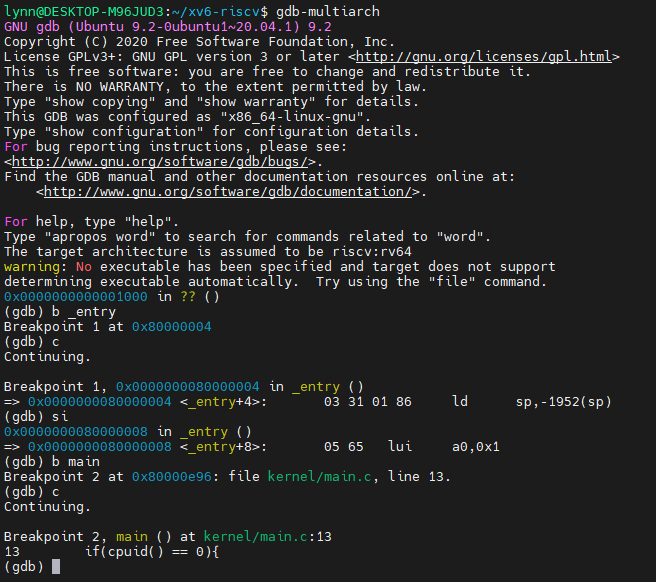 lynn@DESKTOP-M96JUD3:~/xv6-riscv$ gdb-multiarch
GNU gdb (Ubuntu 9.2-0ubuntu1~20.04.1) 9.2
Copyright (C) 2020 Free Software Foundation, Inc.
License GPLv3+: GNU GPL version 3 or later <http://gnu.org/licenses/gpl.html>
This is free software: you are free to change and redistribute it.
There is NO WARRANTY, to the extent permitted by law.
Type "show copying" and "show warranty" for details.
This GDB was configured as "x86_64-linux-gnu".
Type "show configuration" for configuration details.
For bug reporting instructions, please see:
<http://www.gnu.org/software/gdb/bugs/>.
Find the GDB manual and other documentation resources online at:
    <http://www.gnu.org/software/gdb/documentation/>.

For help, type "help".
Type "apropos word" to search for commands related to "word".
The target architecture is assumed to be riscv:rv64
warning: No executable has been specified and target does not support
determining executable automatically.  Try using the "file" command.
0x0000000000001000 in ?? ()
(gdb) b _entry
Breakpoint 1 at 0x80000004
(gdb) c
Continuing.

Breakpoint 1, 0x0000000080000004 in _entry ()
=> 0x0000000080000004 <_entry+4>:       03 31 01 86     ld      sp,-1952(sp)
(gdb) si
0x0000000080000008 in _entry ()
=> 0x0000000080000008 <_entry+8>:       05 65   lui     a0,0x1
(gdb) b main
Breakpoint 2 at 0x80000e96: file kernel/main.c, line 13.
(gdb) c
Continuing.

Breakpoint 2, main () at kernel/main.c:13
13        if(cpuid() == 0){
(gdb)